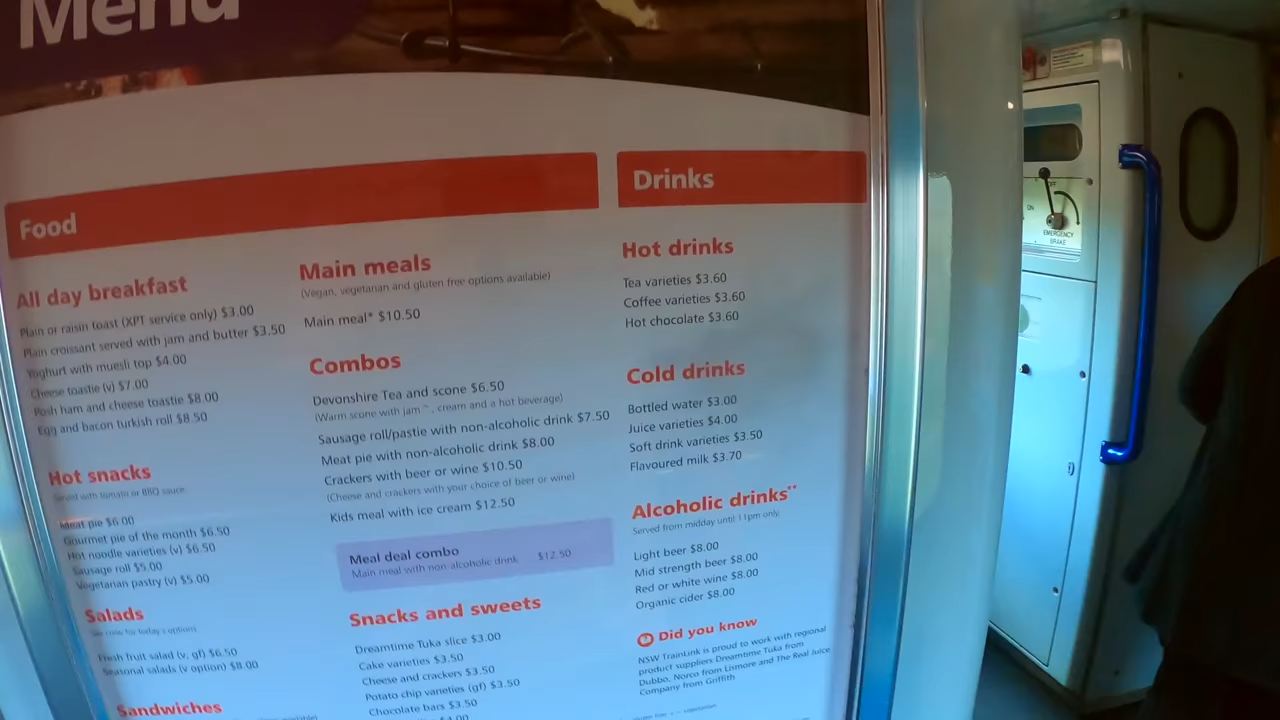 Menu
Food
All day breakfast
Plain or raisin toast (XPT service only) $3.00
Plain croissant served with jam and butter $3.50
Yoghurt with muesli top $4.00
Cheese toastie (v) $7.00
Posh ham and cheese toastie $8.00
Egg and bacon turkish roll $8.50
Hot snacks
Served with tomato or BBQ sauce
Meat pie $6.00
Gourmet pie of the month $6.50
Hot noodle varieties (v) $6.50
Sausage roll $5.00
Vegetarian pastry (v) $5.00
Salads
See crew for today's options
Fresh fruit salad (v, gf) $6.50
Seasonal salads (v option) $8.00
Sandwiches
Main meals
(Vegan, vegetarian and gluten free options available)
Main meal* $10.50
Combos
Devonshire Tea and scone $6.50
(Warm scone with jam ~, cream and a hot beverage)
Sausage roll/pastie with non-alcoholic drink $7.50
Meat pie with non-alcoholic drink $8.00
Crackers with beer or wine $10.50
(Cheese and crackers with your choice of beer or wine)
Kids meal with ice cream $12.50
Meal deal combo
Main meal with non-alcoholic drink $12.50
Snacks and sweets
Dreamtime Tuka slice $3.00
Cake varieties $3.50
Cheese and crackers $3.50
Potato chip varieties (gf) $3.50
Chocolate bars $3.50
Drinks
Hot drinks
Tea varieties $3.60
Coffee varieties $3.60
Hot chocolate $3.60
Cold drinks
Bottled water $3.00
Juice varieties $4.00
Soft drink varieties $3.50
Flavoured milk $3.70
Alcoholic drinks**
Served from midday until 11pm only.
Light beer $8.00
Mid strength beer $8.00
Red or white wine $8.00
Organic cider $8.00
Did you know
NSW TrainLink is proud to work with regional
product suppliers Dreamtime Tuka from
Dubbo, Norco from Lismore and The Real Juice
Company from Griffith
OFF
ON
EMERGENCY
BRAKE